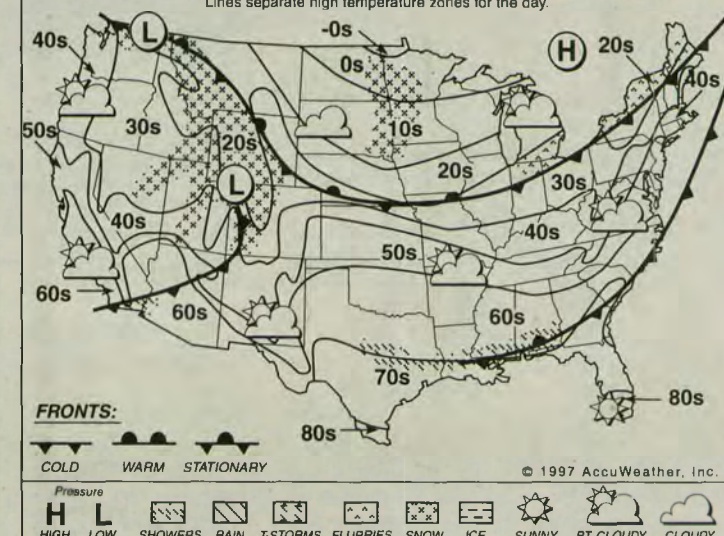 Lines separate high temperature zones for the day.
-0s
20s
40s
0s
40s
50s
30s
20s
10s
20s
30s
40s
40s
50s
60s
60s
60s
70s
80s
80s
L
L
H
FRONTS:
COLD WARM STATIONARY
© 1997 AccuWeather, Inc.
Pressure
H L
HIGH LOW SHOWERS RAIN T-STORMS FLURRIES SNOW ICE SUNNY PT. CLOUDY CLOUDY